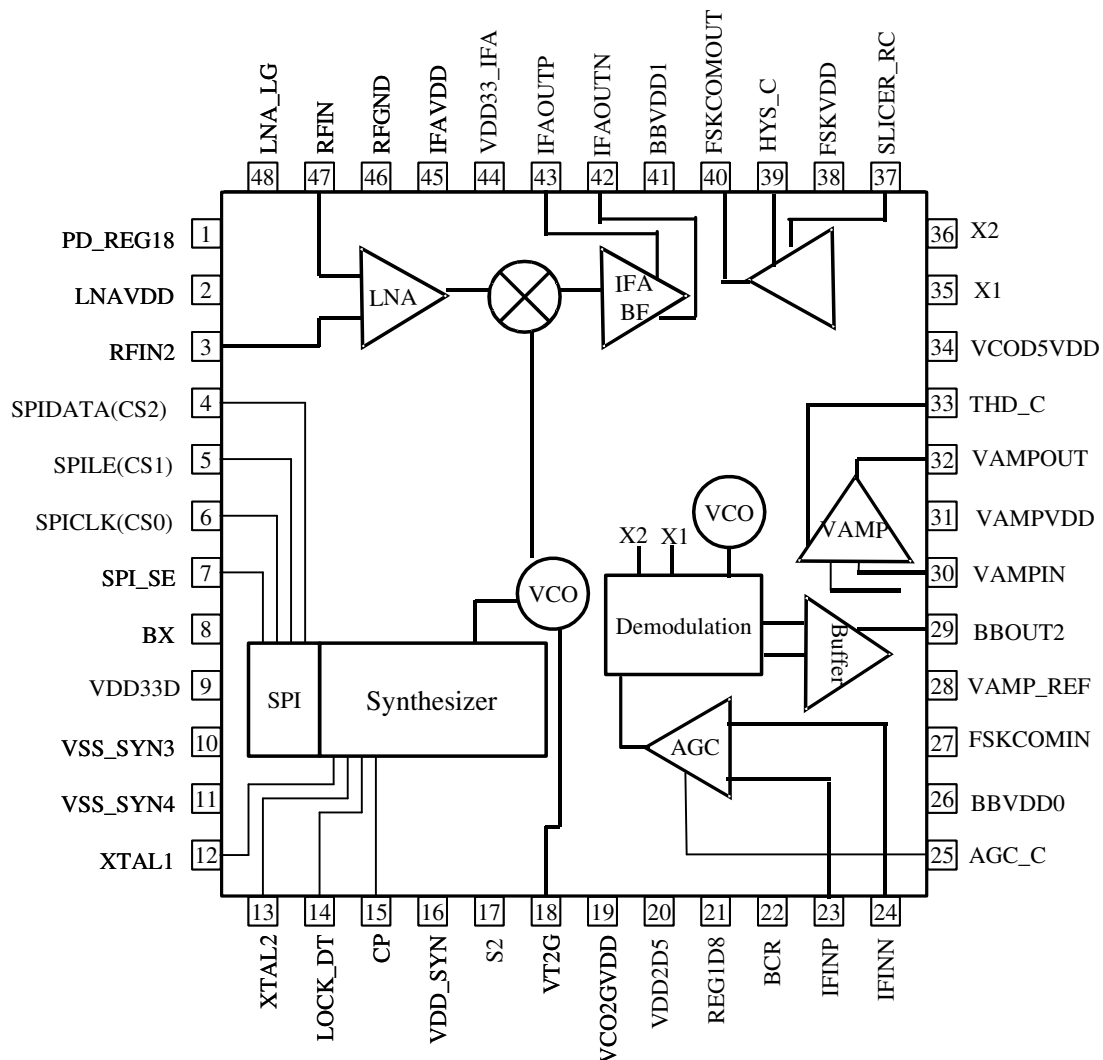 LNA_LG
RFIN
RFGND
IFAVDD
VDD33_IFA
IFAOUTP
IFAOUTN
BBVDD1
FSKCOMOUT
HYS_C
FSKVDD
SLICER_RC
48 47 46 45 44 43 42 41 40 39 38 37
PD_REG18 1
LNAVDD 2
RFIN2 3
SPIDATA(CS2) 4
SPILE(CS1) 5
SPICLK(CS0) 6
SPI_SE 7
BX 8
VDD33D 9
VSS_SYN3 10
VSS_SYN4 11
XTAL1 12
LNA
IFA
BF
VCO
X2 X1
VCO
Demodulation
Buffer
VAMP
SPI
Synthesizer
AGC
36 X2
35 X1
34 VCOD5VDD
33 THD_C
32 VAMPOUT
31 VAMPVDD
30 VAMPIN
29 BBOUT2
28 VAMP_REF
27 FSKCOMIN
26 BBVDD0
25 AGC_C
13 14 15 16 17 18 19 20 21 22 23 24
XTAL2
LOCK_DT
CP
VDD_SYN
S2
VT2G
VCO2GVDD
VDD2D5
REG1D8
BCR
IFINP
IFINN